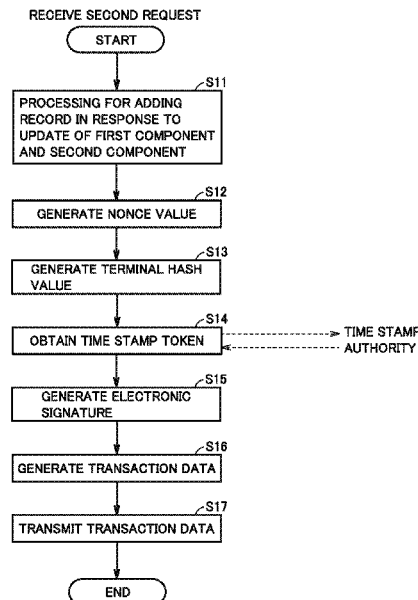 RECEIVE SECOND REQUEST
START
S11
PROCESSING FOR ADDING
RECORD IN RESPONSE TO
UPDATE OF FIRST COMPONENT
AND SECOND COMPONENT
S12
GENERATE NONCE VALUE
S13
GENERATE TERMINAL HASH
VALUE
S14
OBTAIN TIME STAMP TOKEN
TIME STAMP
AUTHORITY
S15
GENERATE ELECTRONIC
SIGNATURE
S16
GENERATE TRANSACTION DATA
S17
TRANSMIT TRANSACTION DATA
END